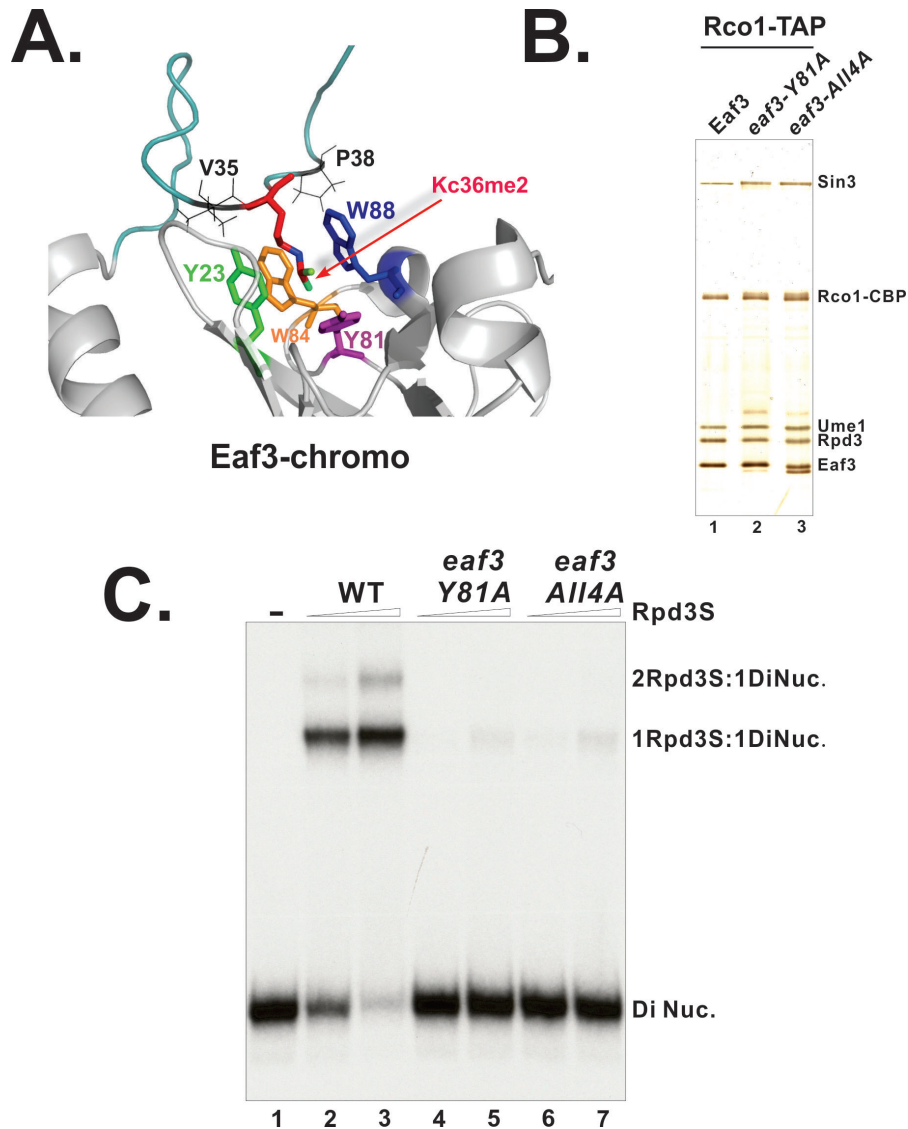 A.
V35
P38
Kc36me2
W88
Y23
W84
Y81
Eaf3-chromo
B.
Rco1-TAP
Eaf3
eaf3-Y81A
eaf3-All4A
Sin3
Rco1-CBP
Ume1
Rpd3
Eaf3
1 2 3
C.
- WT eaf3 Y81A eaf3 All4A Rpd3S
2Rpd3S:1DiNuc.
1Rpd3S:1DiNuc.
Di Nuc.
1 2 3 4 5 6 7